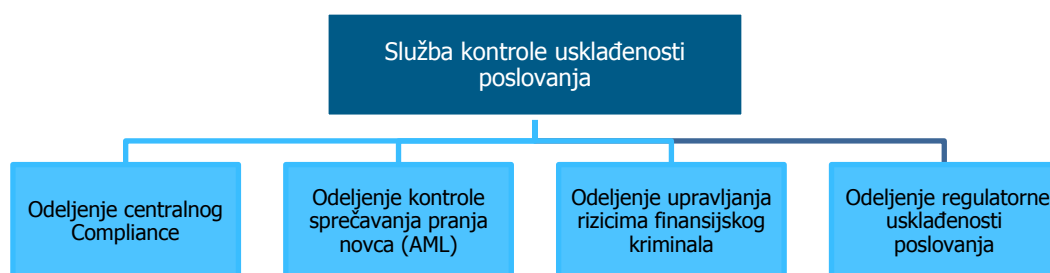 Služba kontrole usklađenosti
poslovanja
Odeljenje centralnog
Compliance
Odeljenje kontrole
sprečavanja pranja
novca (AML)
Odeljenje upravljanja
rizicima finansijskog
kriminala
Odeljenje regulatorne
usklađenosti
poslovanja